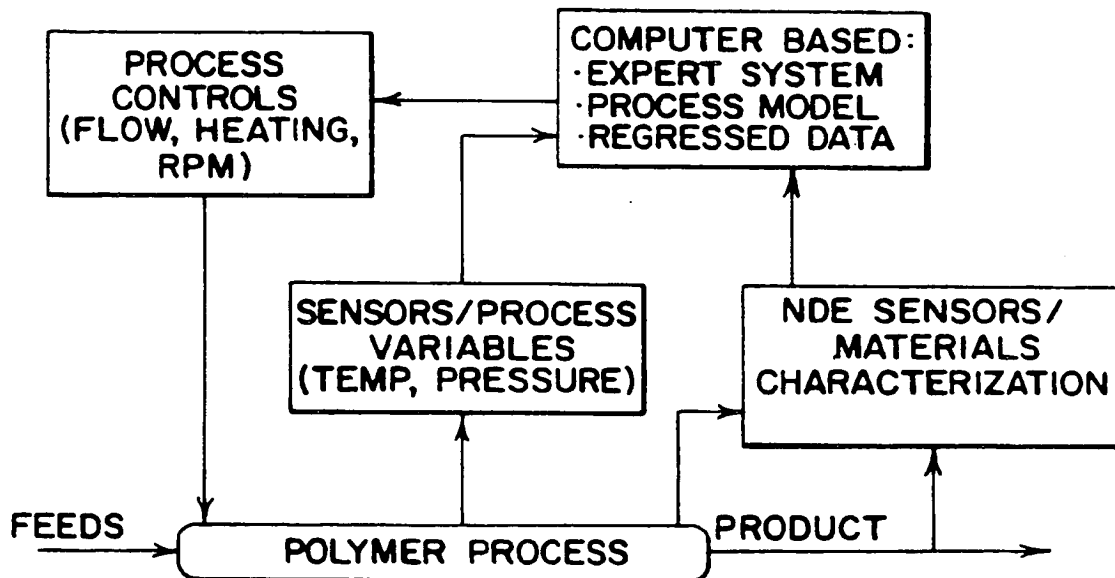 PROCESS
CONTROLS
(FLOW, HEATING,
RPM)
COMPUTER BASED:
·EXPERT SYSTEM
·PROCESS MODEL
·REGRESSED DATA
SENSORS/PROCESS
VARIABLES
(TEMP, PRESSURE)
NDE SENSORS/
MATERIALS
CHARACTERIZATION
FEEDS
POLYMER PROCESS
PRODUCT